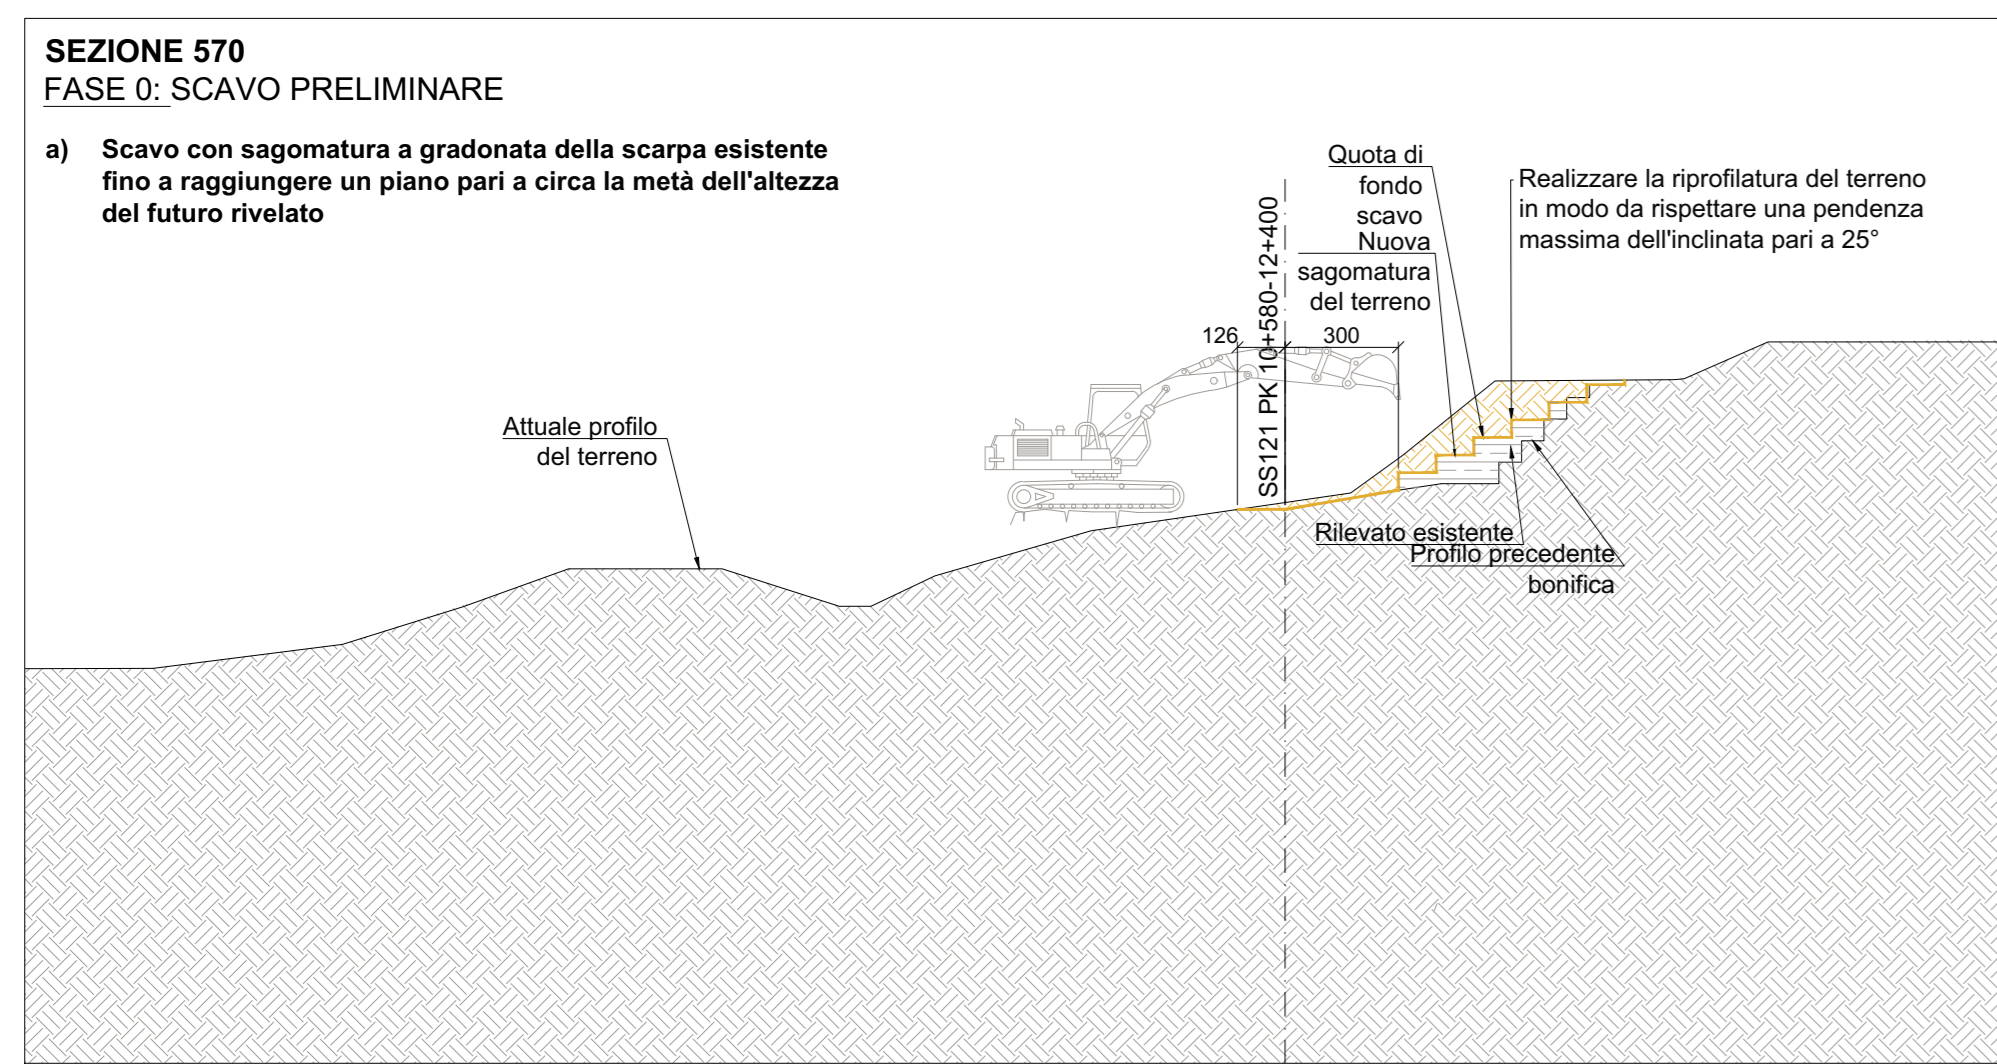 SEZIONE 570
FASE 0: SCAVO PRELIMINARE
a) Scavo con sagomatura a gradonata della scarpa esistente
fino a raggiungere un piano pari a circa la metà dell'altezza
del futuro rivelato
Quota di
fondo
scavo
Nuova
sagomatura
del terreno
Realizzare la riprofilatura del terreno
in modo da rispettare una pendenza
massima dell'inclinata pari a 25°
SS121 PK 10+580-12+400
126
300
Attuale profilo
del terreno
Rilevato esistente
Profilo precedente
bonifica